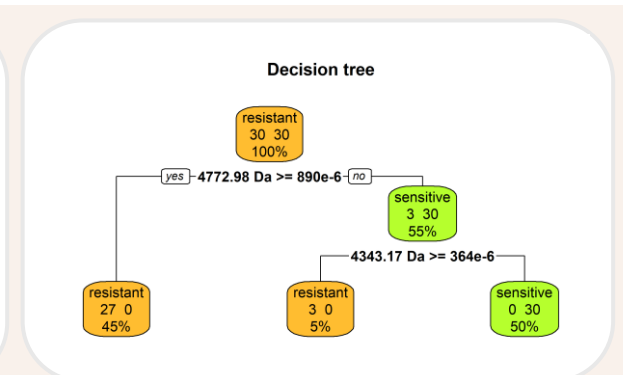 Decision tree
resistant
30 30
100%
yes 4772.98 Da >= 890e-6 no
sensitive
3 30
55%
4343.17 Da >= 364e-6
resistant
27 0
45%
resistant
3 0
5%
sensitive
0 30
50%